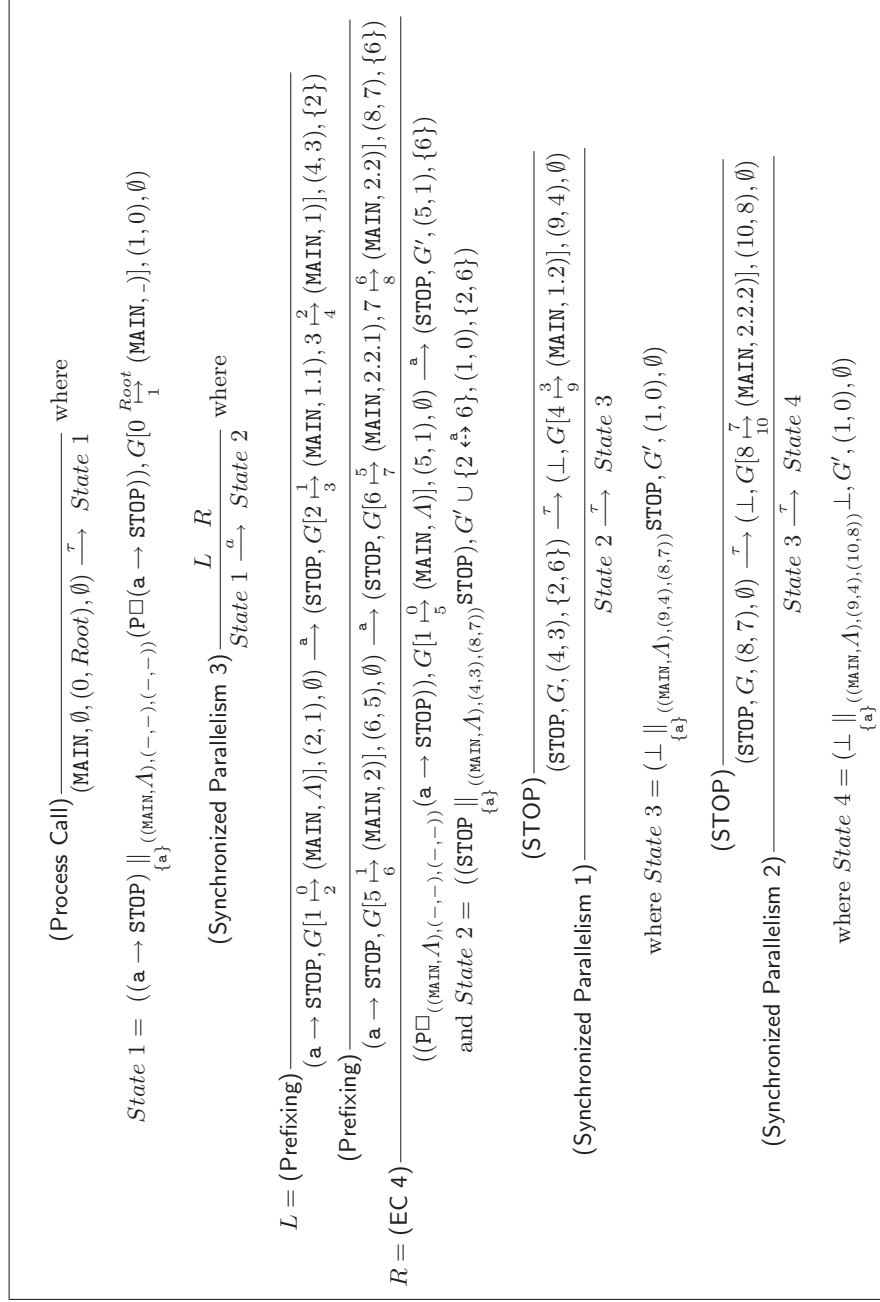 (Process Call)
(MAIN, ∅, (0, Root), ∅) —τ→ State 1 where
State 1 = ((a → STOP) ∥{a} ((MAIN,Λ),(−,−),(−,−)) (P□(a → STOP)), G[0 ↦ Root 1 (MAIN, _)], (1, 0), ∅)
(Synchronized Parallelism 3)
L R
State 1 —a→ State 2 where
L = (Prefixing)
(a → STOP, G[1 ↦ 0 2 (MAIN, Λ)], (2, 1), ∅) —a→ (STOP, G[2 ↦ 1 3 (MAIN, 1.1), 3 ↦ 2 4 (MAIN, 1)], (4, 3), {2})
(Prefixing)
(a → STOP, G[5 ↦ 1 6 (MAIN, 2)], (6, 5), ∅) —a→ (STOP, G[6 ↦ 5 7 (MAIN, 2.2.1), 7 ↦ 6 8 (MAIN, 2.2)], (8, 7), {6})
R = (EC 4)
((P□((MAIN,Λ),(−,−),(−,−)) (a → STOP)), G[1 ↦ 0 5 (MAIN, Λ)], (5, 1), ∅) —a→ (STOP, G′, (5, 1), {6})
and State 2 = ((STOP ∥{a} ((MAIN,Λ),(4,3),(8,7)) STOP), G′ ∪ {2 ↔a 6}, (1, 0), {2, 6})
(STOP)
(STOP, G, (4, 3), {2, 6}) —τ→ (⊥, G[4 ↦ 3 9 (MAIN, 1.2)], (9, 4), ∅)
(Synchronized Parallelism 1)
State 2 —τ→ State 3
where State 3 = (⊥ ∥{a} ((MAIN,Λ),(9,4),(8,7)) STOP, G′, (1, 0), ∅)
(STOP)
(STOP, G, (8, 7), ∅) —τ→ (⊥, G[8 ↦ 7 10 (MAIN, 2.2.2)], (10, 8), ∅)
(Synchronized Parallelism 2)
State 3 —τ→ State 4
where State 4 = (⊥ ∥{a} ((MAIN,Λ),(9,4),(10,8)) ⊥, G′, (1, 0), ∅)